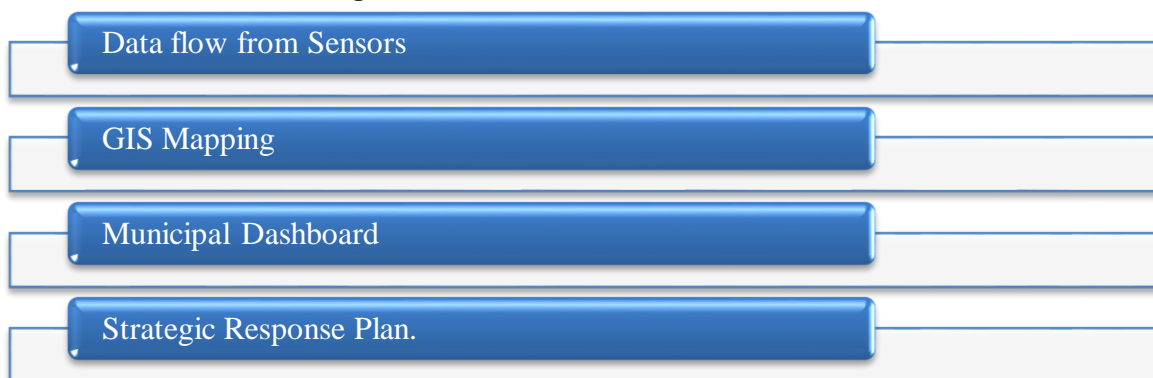 Data flow from Sensors
GIS Mapping
Municipal Dashboard
Strategic Response Plan.